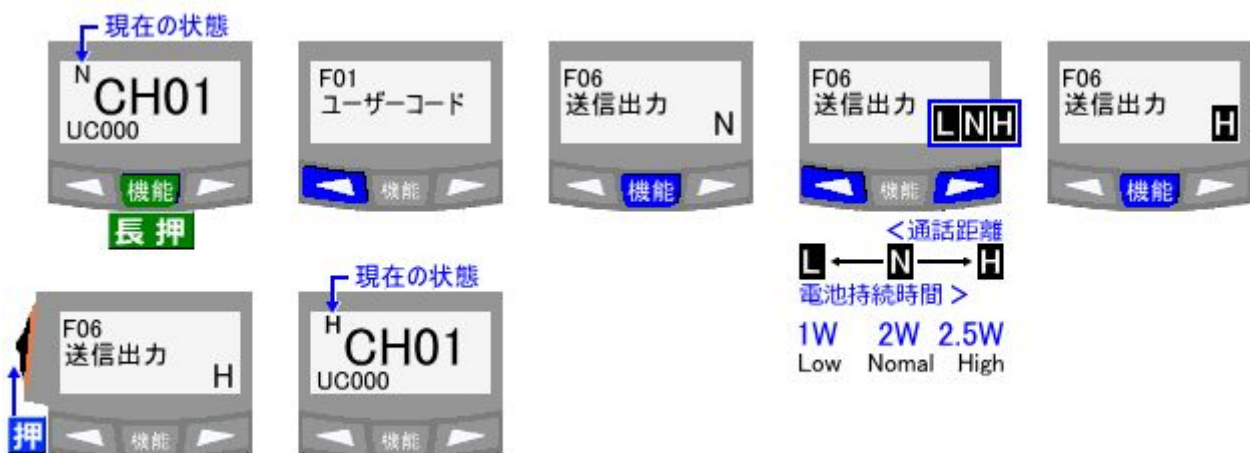 現在の状態
N CH01
UC000
機能
長押
F01
ユーザーコード
機能
F06
送信出力
N
機能
F06
送信出力
LNH
機能
<通話距離
L N H
電池持続時間 >
1W 2W 2.5W
Low Nomal High
F06
送信出力
H
機能
F06
送信出力
H
機能
押
現在の状態
H CH01
UC000
機能